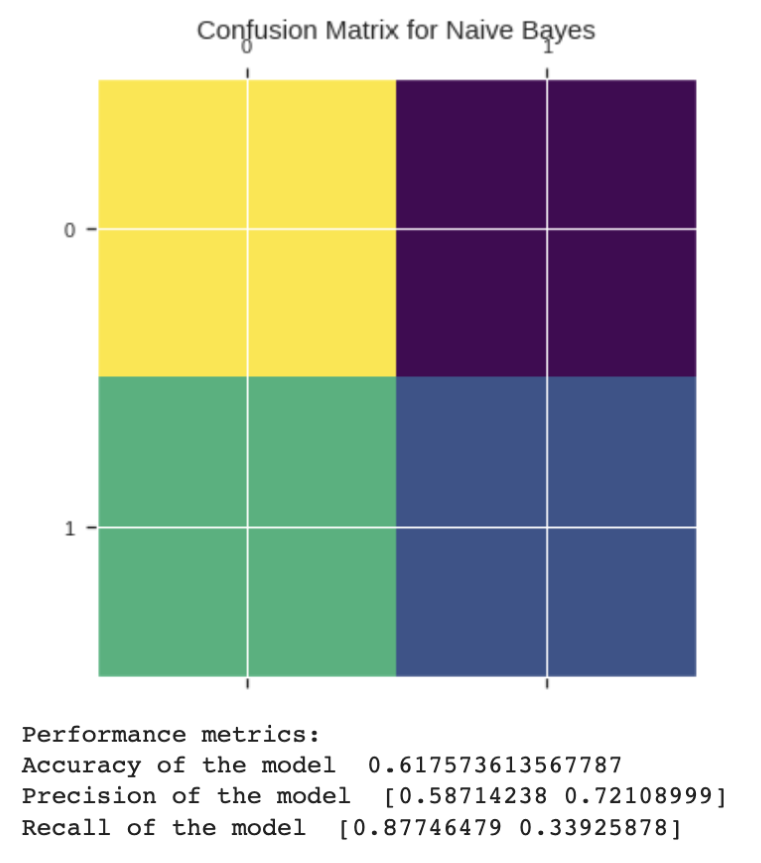 Confusion Matrix for Naive Bayes
0 1
0
1
Performance metrics:
Accuracy of the model  0.617573613567787
Precision of the model  [0.58714238 0.72108999]
Recall of the model  [0.87746479 0.33925878]